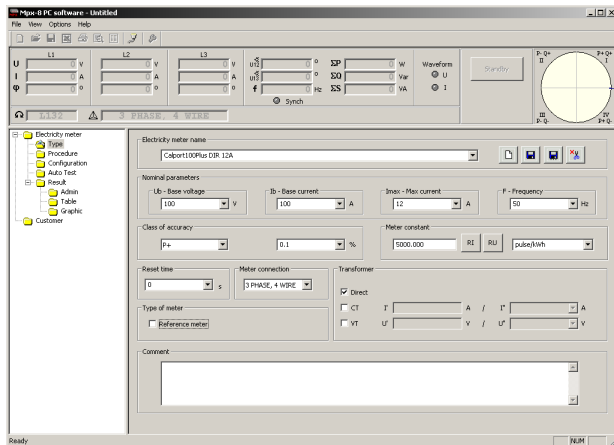 Mpx-8 PC software - Untitled
File View Options Help
L1 L2 L3
U 0 V 0 V 0 V 0 ° ΣP 0 W Waveform Standby P- Q+ P+ Q+
II I
I 0 A 0 A 0 A 0 ° ΣQ 0 Var U
φ 0 ° 0 ° 0 ° f 0 Hz ΣS 0 VA I
Synch III IV
L132 3 PHASE, 4 WIRE P- Q- P+ Q-
Electricity meter
Type
Procedure
Configuration
Auto Test
Result
Admin
Table
Graphic
Customer
Electricity meter name
Calport100Plus DIR 12A
Nominal parameters
Ub - Base voltage Ib - Base current Imax - Max current F - Frequency
100 V 100 A 12 A 50 Hz
Class of accuracy Meter constant
P+ 0.1 % 5000.000 RI RU pulse/kWh
Reset time Meter connection Transformer
0 s 3 PHASE, 4 WIRE
Direct
CT I' A / I" A
Type of meter
Reference meter VT U' V / U" V
Comment
Ready NUM